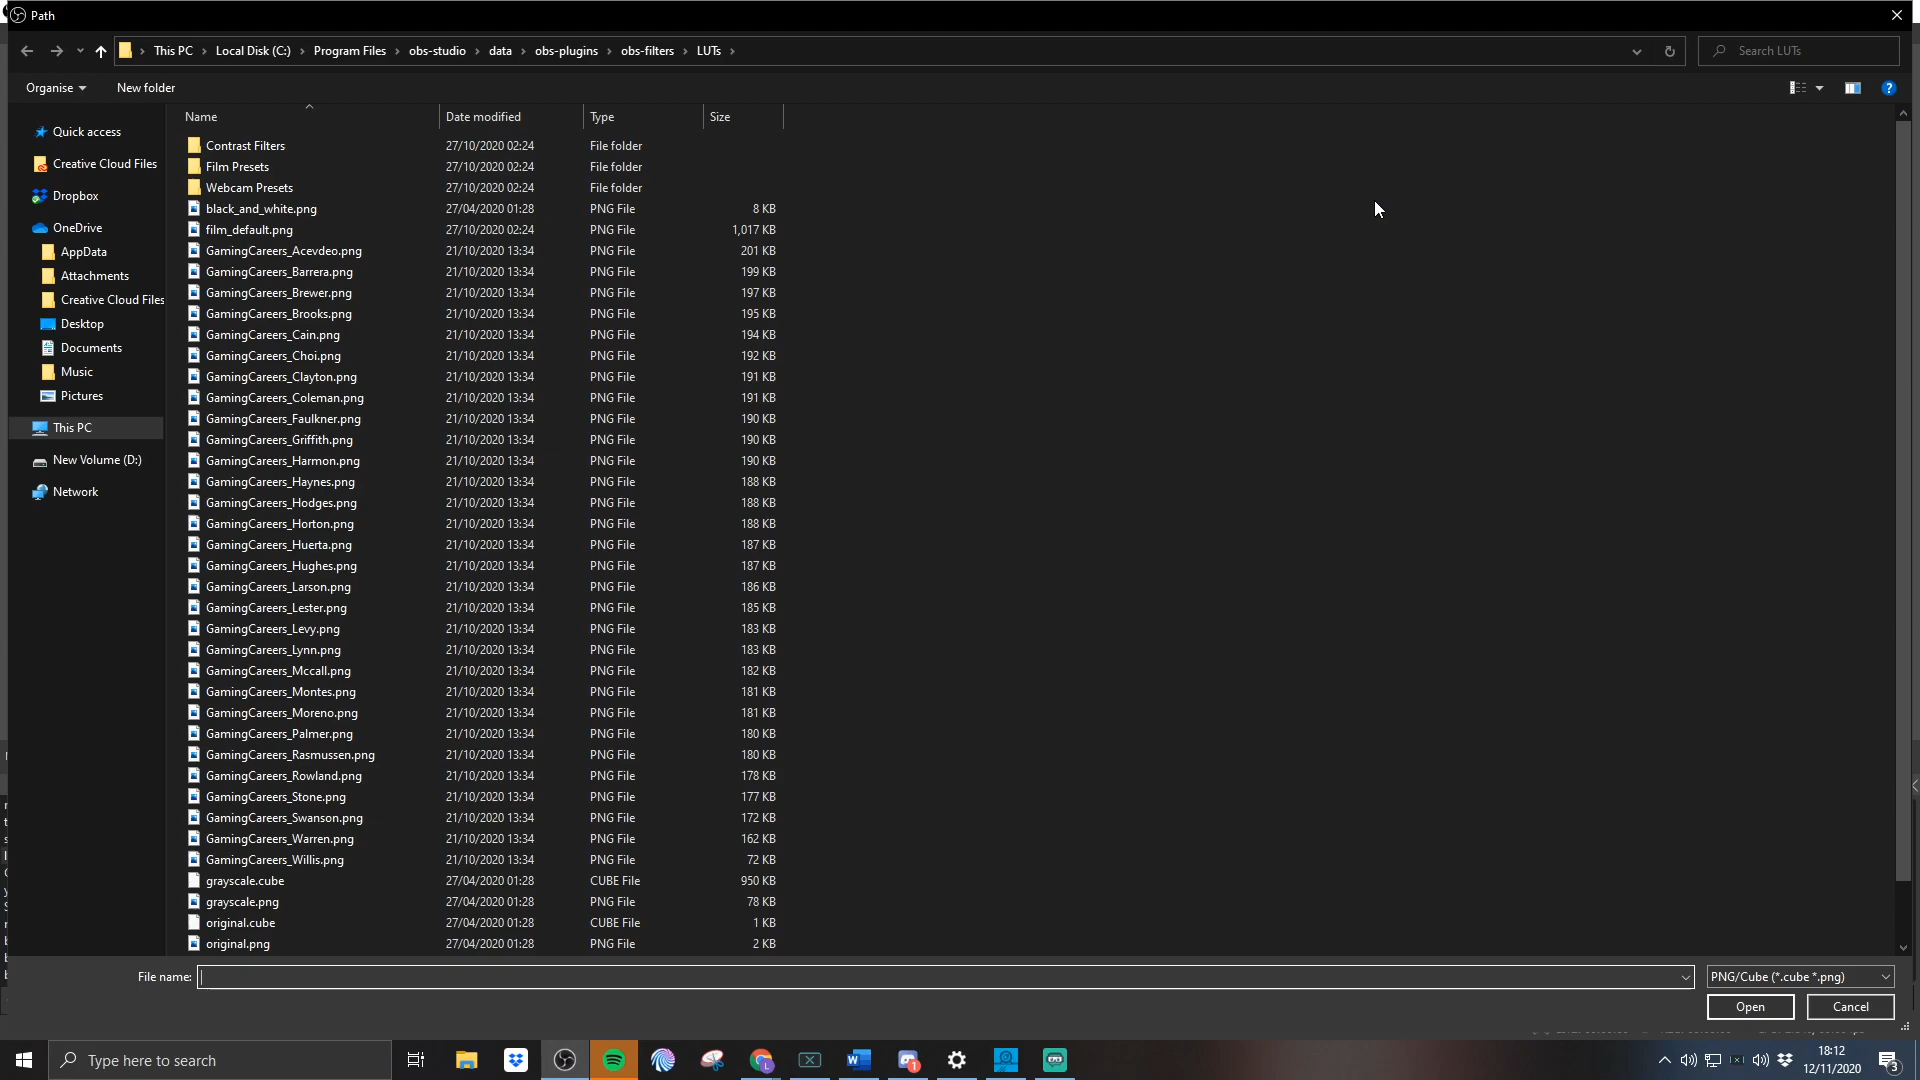 Path
This PC > Local Disk (C:) > Program Files > obs-studio > data > obs-plugins > obs-filters > LUTs >
Search LUTs
Organise
New folder
Quick access
Creative Cloud Files
Dropbox
OneDrive
AppData
Attachments
Creative Cloud Files
Desktop
Documents
Music
Pictures
This PC
New Volume (D:)
Network
Name Date modified Type Size
Contrast Filters 27/10/2020 02:24 File folder
Film Presets 27/10/2020 02:24 File folder
Webcam Presets 27/10/2020 02:24 File folder
black_and_white.png 27/04/2020 01:28 PNG File 8 KB
film_default.png 27/10/2020 02:24 PNG File 1,017 KB
GamingCareers_Acevdeo.png 21/10/2020 13:34 PNG File 201 KB
GamingCareers_Barrera.png 21/10/2020 13:34 PNG File 199 KB
GamingCareers_Brewer.png 21/10/2020 13:34 PNG File 197 KB
GamingCareers_Brooks.png 21/10/2020 13:34 PNG File 195 KB
GamingCareers_Cain.png 21/10/2020 13:34 PNG File 194 KB
GamingCareers_Choi.png 21/10/2020 13:34 PNG File 192 KB
GamingCareers_Clayton.png 21/10/2020 13:34 PNG File 191 KB
GamingCareers_Coleman.png 21/10/2020 13:34 PNG File 191 KB
GamingCareers_Faulkner.png 21/10/2020 13:34 PNG File 190 KB
GamingCareers_Griffith.png 21/10/2020 13:34 PNG File 190 KB
GamingCareers_Harmon.png 21/10/2020 13:34 PNG File 190 KB
GamingCareers_Haynes.png 21/10/2020 13:34 PNG File 188 KB
GamingCareers_Hodges.png 21/10/2020 13:34 PNG File 188 KB
GamingCareers_Horton.png 21/10/2020 13:34 PNG File 188 KB
GamingCareers_Huerta.png 21/10/2020 13:34 PNG File 187 KB
GamingCareers_Hughes.png 21/10/2020 13:34 PNG File 187 KB
GamingCareers_Larson.png 21/10/2020 13:34 PNG File 186 KB
GamingCareers_Lester.png 21/10/2020 13:34 PNG File 185 KB
GamingCareers_Levy.png 21/10/2020 13:34 PNG File 183 KB
GamingCareers_Lynn.png 21/10/2020 13:34 PNG File 183 KB
GamingCareers_Mccall.png 21/10/2020 13:34 PNG File 182 KB
GamingCareers_Montes.png 21/10/2020 13:34 PNG File 181 KB
GamingCareers_Moreno.png 21/10/2020 13:34 PNG File 181 KB
GamingCareers_Palmer.png 21/10/2020 13:34 PNG File 180 KB
GamingCareers_Rasmussen.png 21/10/2020 13:34 PNG File 180 KB
GamingCareers_Rowland.png 21/10/2020 13:34 PNG File 178 KB
GamingCareers_Stone.png 21/10/2020 13:34 PNG File 177 KB
GamingCareers_Swanson.png 21/10/2020 13:34 PNG File 172 KB
GamingCareers_Warren.png 21/10/2020 13:34 PNG File 162 KB
GamingCareers_Willis.png 21/10/2020 13:34 PNG File 72 KB
grayscale.cube 27/04/2020 01:28 CUBE File 950 KB
grayscale.png 27/04/2020 01:28 PNG File 78 KB
original.cube 27/04/2020 01:28 CUBE File 1 KB
original.png 27/04/2020 01:28 PNG File 2 KB
File name:
PNG/Cube (*.cube *.png)
Open
Cancel
Type here to search
18:12
12/11/2020
1
3